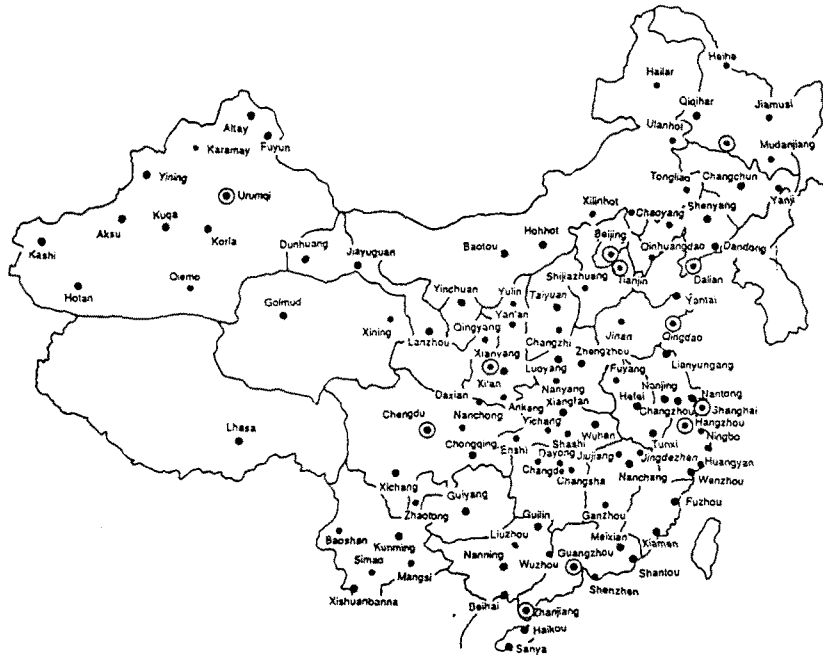 Heihe
Hailar
Qiqihar
Jiamusi
Altay
Fuyun
Karamay
Ulanhot
Mudanjiang
Yining
Urumqi
Tongliao
Changchun
Yanji
Xilinhot
Chaoyang
Shenyang
Kuqa
Aksu
Korla
Kashi
Dunhuang
Jiayuguan
Baotou
Hohhot
Beijing
Qinhuangdao
Dandong
Dalian
Tianjin
Shijiazhuang
Hotan
Qiemo
Yinchuan
Yulin
Taiyuan
Yantai
Golmud
Yan'an
Xining
Lanzhou
Qingyang
Changzhi
Jinan
Qingdao
Xianyang
Zhengzhou
Luoyang
Lianyungang
Xi'an
Fuyang
Nanyang
Daxian
Ankang
Xiangfan
Hefei
Nanjing
Nantong
Changzhou
Shanghai
Chengdu
Nanchong
Yichang
Hangzhou
Lhasa
Chongqing
Enshi
Shashi
Wuhan
Tunxi
Ningbo
Dayong
Jiujiang
Jingdezhen
Huangyan
Changde
Changsha
Nanchang
Wenzhou
Xichang
Zhaotong
Guiyang
Guilin
Ganzhou
Fuzhou
Baoshan
Kunming
Liuzhou
Meixian
Xiamen
Simao
Mangsi
Nanning
Wuzhou
Guangzhou
Shantou
Shenzhen
Xishuanbanna
Beihai
Zhanjiang
Haikou
Sanya